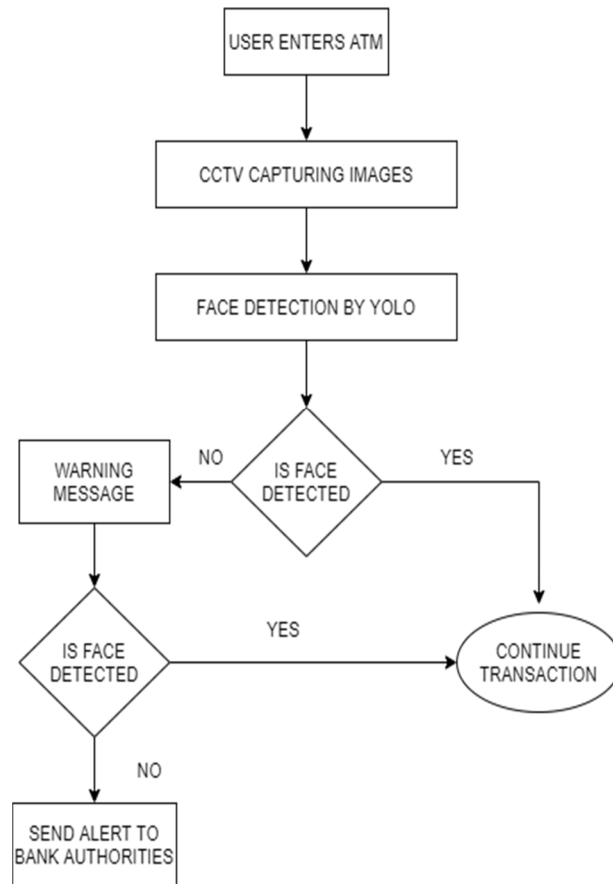 USER ENTERS ATM
CCTV CAPTURING IMAGES
FACE DETECTION BY YOLO
IS FACE
DETECTED
NO
YES
WARNING
MESSAGE
IS FACE
DETECTED
YES
CONTINUE
TRANSACTION
NO
SEND ALERT TO
BANK AUTHORITIES